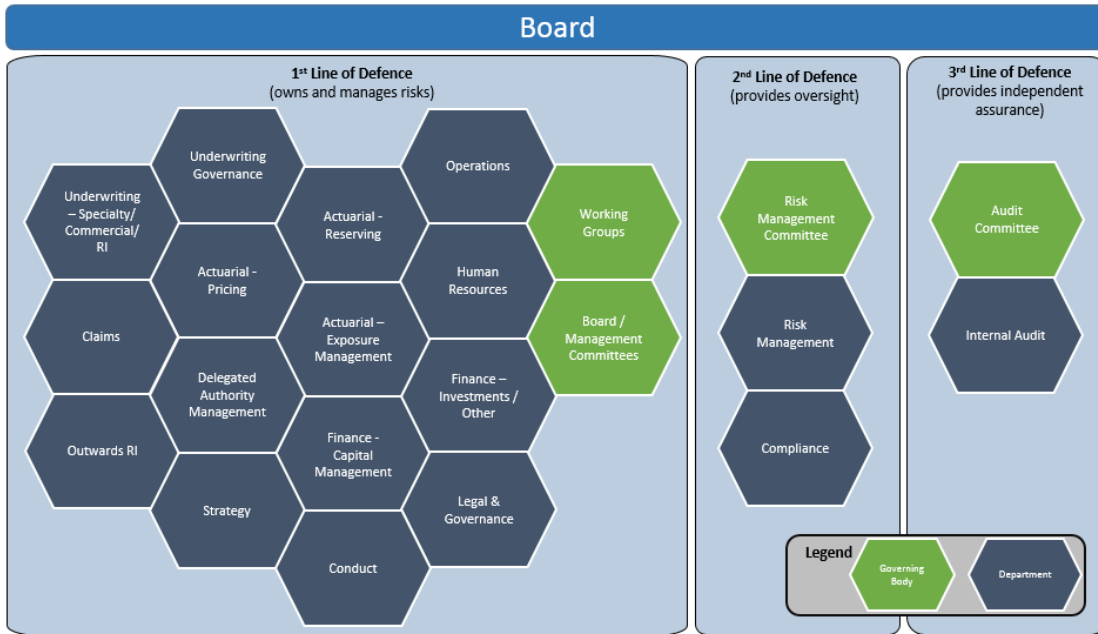 Board
1st Line of Defence
(owns and manages risks)
Underwriting
Governance
Operations
Underwriting
– Specialty/
Commercial/
RI
Actuarial -
Reserving
Working
Groups
Actuarial -
Pricing
Human
Resources
Claims
Actuarial –
Exposure
Management
Board /
Management
Committees
Delegated
Authority
Management
Finance –
Investments /
Other
Outwards RI
Finance -
Capital
Management
Strategy
Legal &
Governance
Conduct
2nd Line of Defence
(provides oversight)
Risk
Management
Committee
Risk
Management
Compliance
3rd Line of Defence
(provides independent
assurance)
Audit
Committee
Internal Audit
Legend
Governing
Body
Department